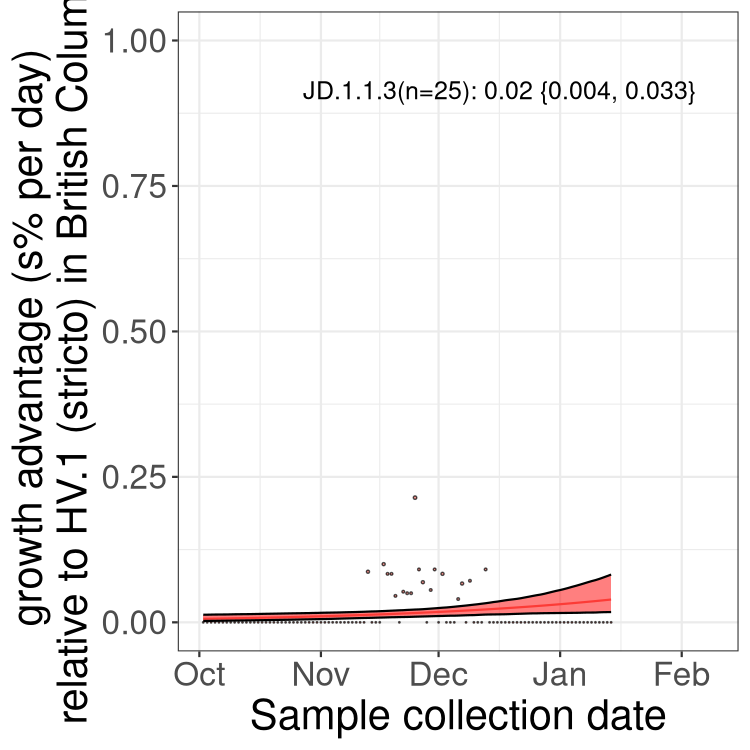 growth advantage (s% per day)
relative to HV.1 (stricto) in British Colum
1.00
0.75
0.50
0.25
0.00
JD.1.1.3(n=25): 0.02 {0.004, 0.033}
Oct Nov Dec Jan Feb
Sample collection date